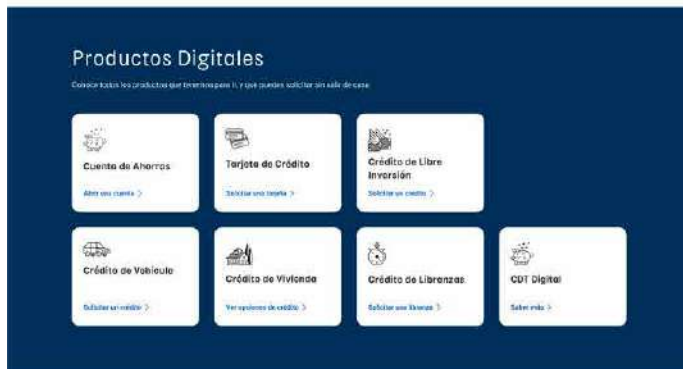 Productos Digitales
Conoce todos los productos que tenemos para ti, y que puedes solicitar sin salir de casa
Cuenta de Ahorros
Abrir una cuenta >
Tarjeta de Crédito
Solicitar una tarjeta >
Crédito de Libre
Inversión
Solicitar un crédito >
Crédito de Vehículo
Solicitar un crédito >
Crédito de Vivienda
Ver opciones de crédito >
Crédito de Libranzas
Solicitar una libranza >
CDT Digital
Saber más >